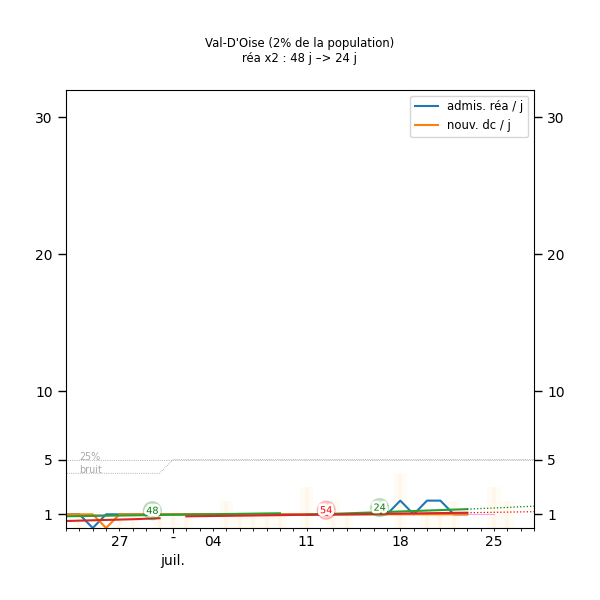 Val-D'Oise (2% de la population)
réa x2 : 48 j –> 24 j
admis. réa / j
nouv. dc / j
30 30
20 20
10 10
5 5
1 1
25%
bruit
48
54
24
27 - 04 11 18 25
juil.